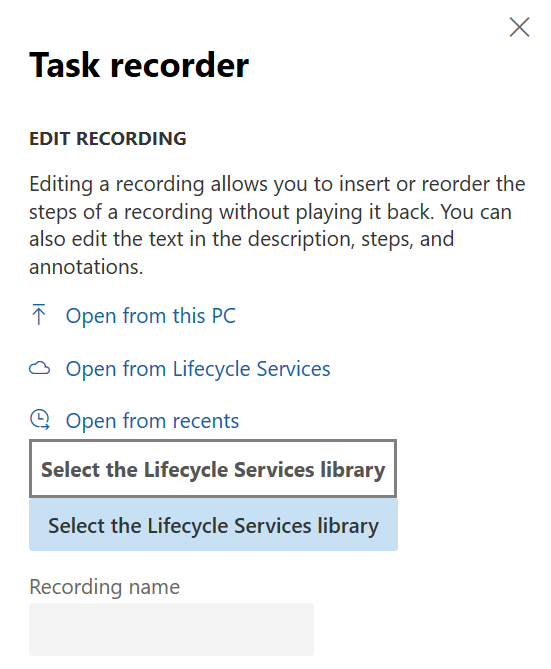 Task recorder
EDIT RECORDING
Editing a recording allows you to insert or reorder the
steps of a recording without playing it back. You can
also edit the text in the description, steps, and
annotations.
Open from this PC
Open from Lifecycle Services
Open from recents
Select the Lifecycle Services library
Select the Lifecycle Services library
Recording name